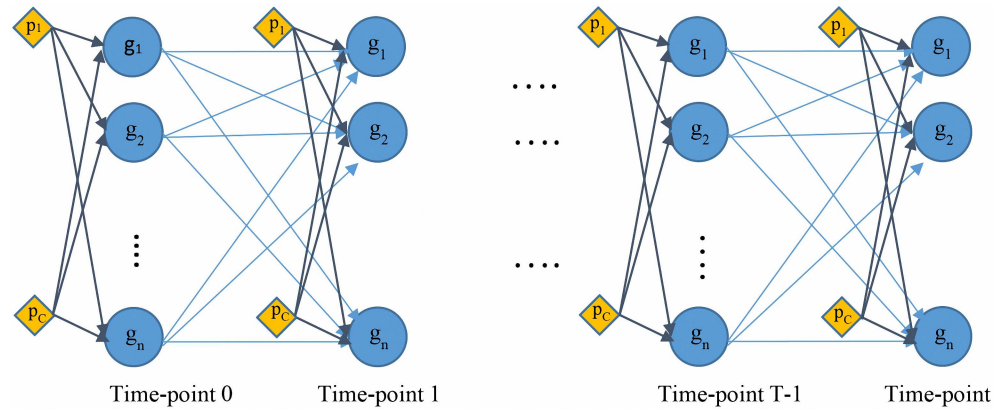 p1 g1 p1 g1 .... p1 g1 p1 g1
g2 g2 .... g2 g2
....
pC gn pC gn pC gn pC gn
Time-point 0 Time-point 1 Time-point T-1 Time-point